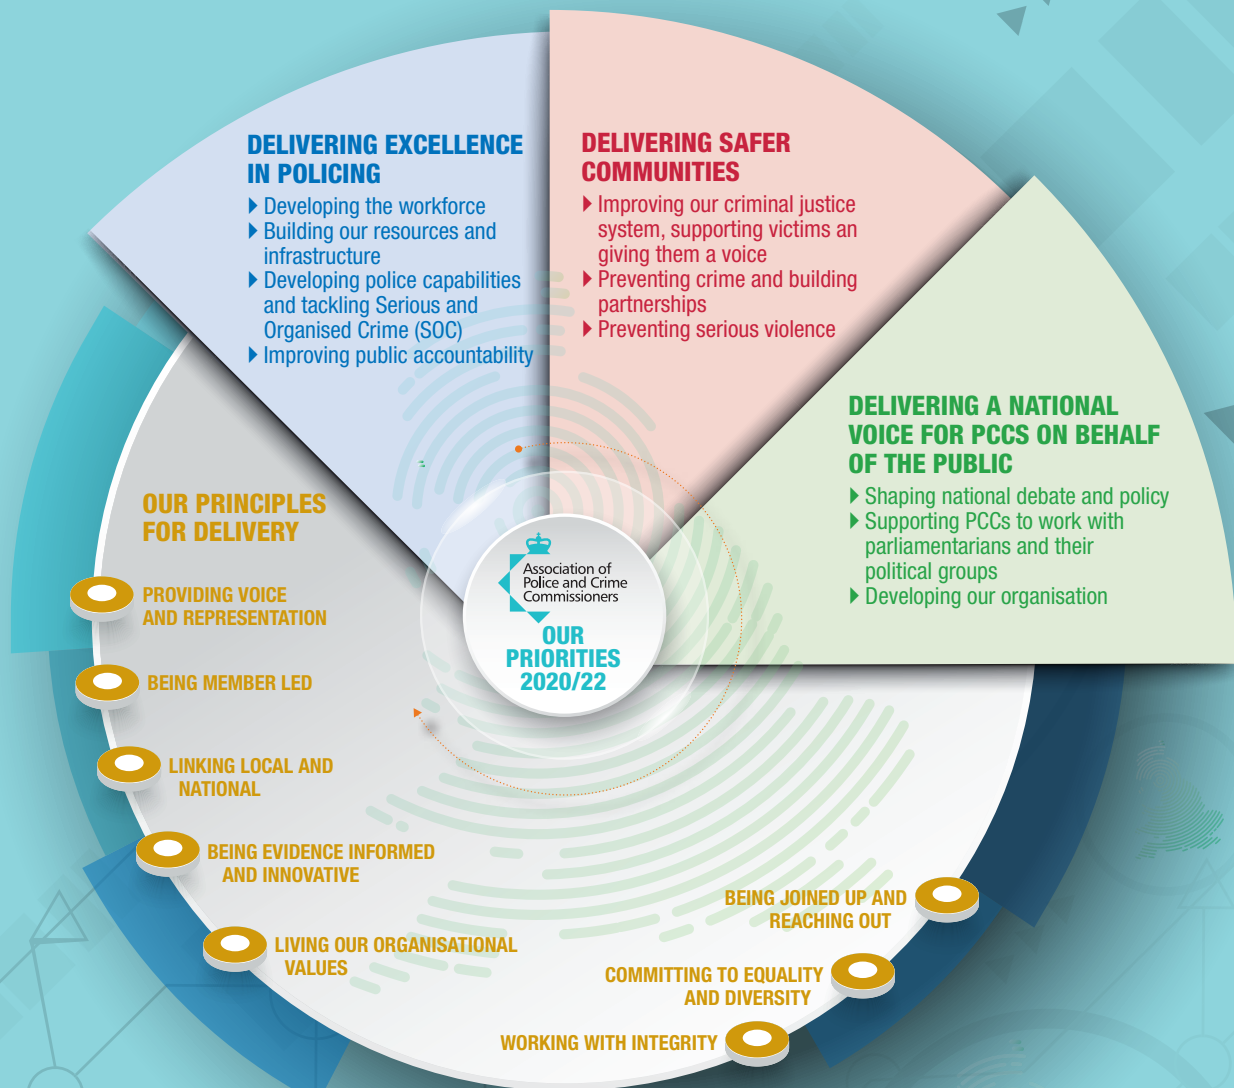 DELIVERING EXCELLENCE
IN POLICING
Developing the workforce
Building our resources and
infrastructure
Developing police capabilities
and tackling Serious and
Organised Crime (SOC)
Improving public accountability
DELIVERING SAFER
COMMUNITIES
Improving our criminal justice
system, supporting victims an
giving them a voice
Preventing crime and building
partnerships
Preventing serious violence
DELIVERING A NATIONAL
VOICE FOR PCCS ON BEHALF
OF THE PUBLIC
Shaping national debate and policy
Supporting PCCs to work with
parliamentarians and their
political groups
Developing our organisation
Association of
Police and Crime
Commissioners
OUR
PRIORITIES
2020/22
OUR PRINCIPLES
FOR DELIVERY
PROVIDING VOICE
AND REPRESENTATION
BEING MEMBER LED
LINKING LOCAL AND
NATIONAL
BEING EVIDENCE INFORMED
AND INNOVATIVE
LIVING OUR ORGANISATIONAL
VALUES
WORKING WITH INTEGRITY
COMMITTING TO EQUALITY
AND DIVERSITY
BEING JOINED UP AND
REACHING OUT